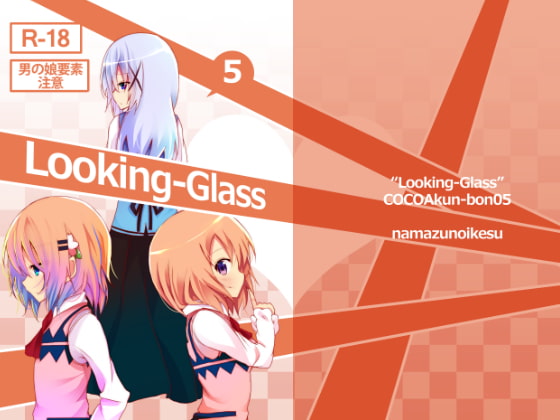 R-18
男の娘要素
注意
5
Looking-Glass
“Looking-Glass”
COCOAkun-bon05
namazunoikesu